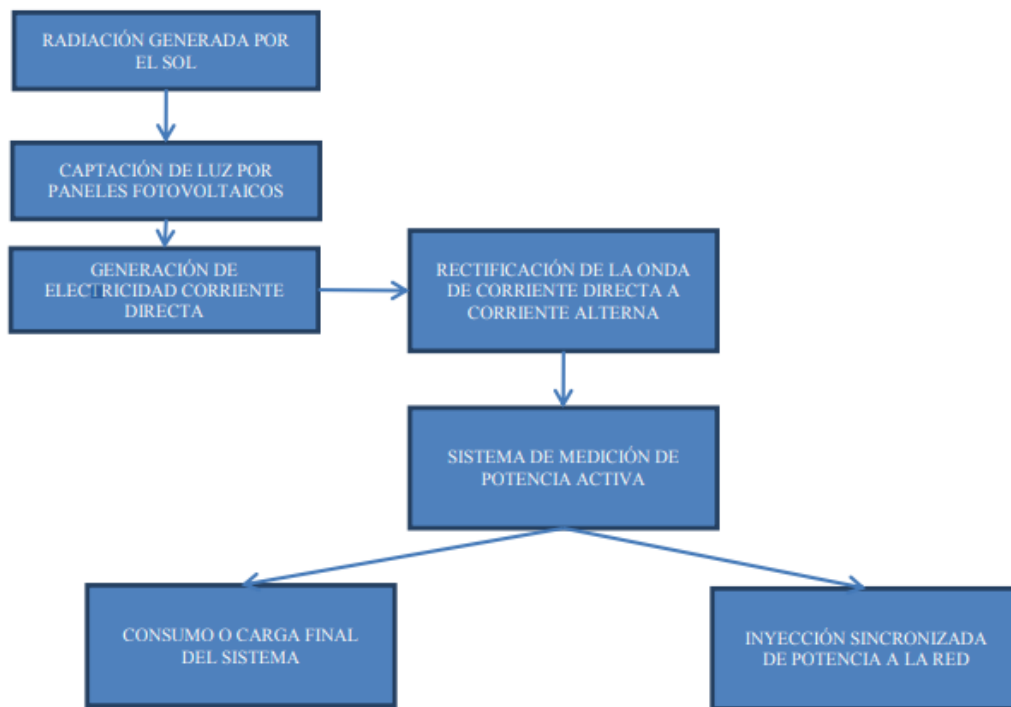 RADIACIÓN GENERADA POR
EL SOL
CAPTACIÓN DE LUZ POR
PANELES FOTOVOLTAICOS
GENERACIÓN DE
ELECTRICIDAD CORRIENTE
DIRECTA
RECTIFICACIÓN DE LA ONDA
DE CORRIENTE DIRECTA A
CORRIENTE ALTERNA
SISTEMA DE MEDICIÓN DE
POTENCIA ACTIVA
CONSUMO O CARGA FINAL
DEL SISTEMA
INYECCIÓN SINCRONIZADA
DE POTENCIA A LA RED